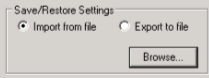 Save/Restore Settings
Import from file Export to file
Browse...